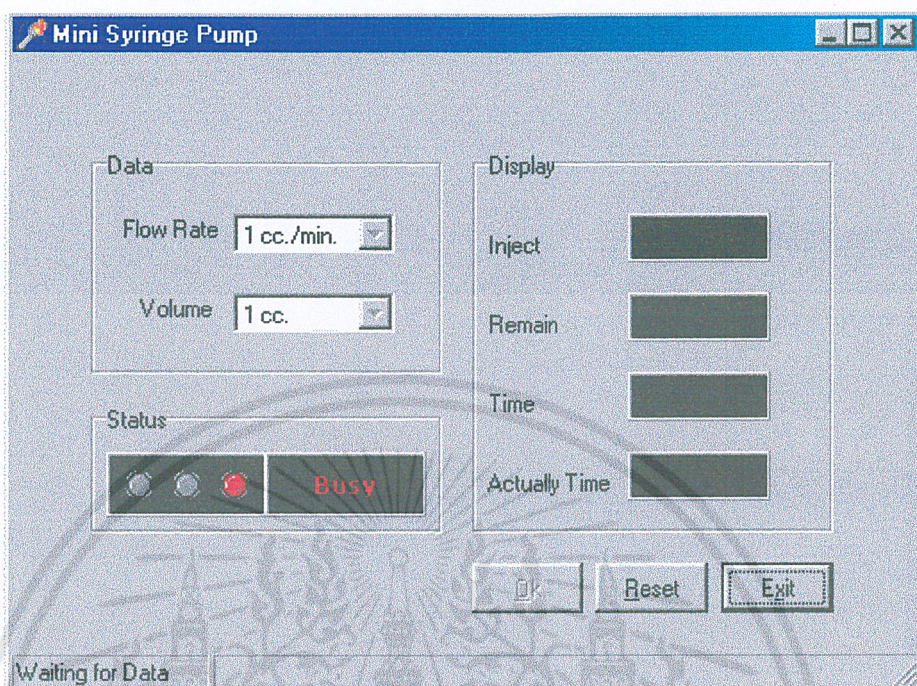 Mini Syringe Pump
Data
Flow Rate 1 cc./min.
Volume 1 cc.
Status
Busy
Display
Inject
Remain
Time
Actually Time
Ok Reset Exit
Waiting for Data